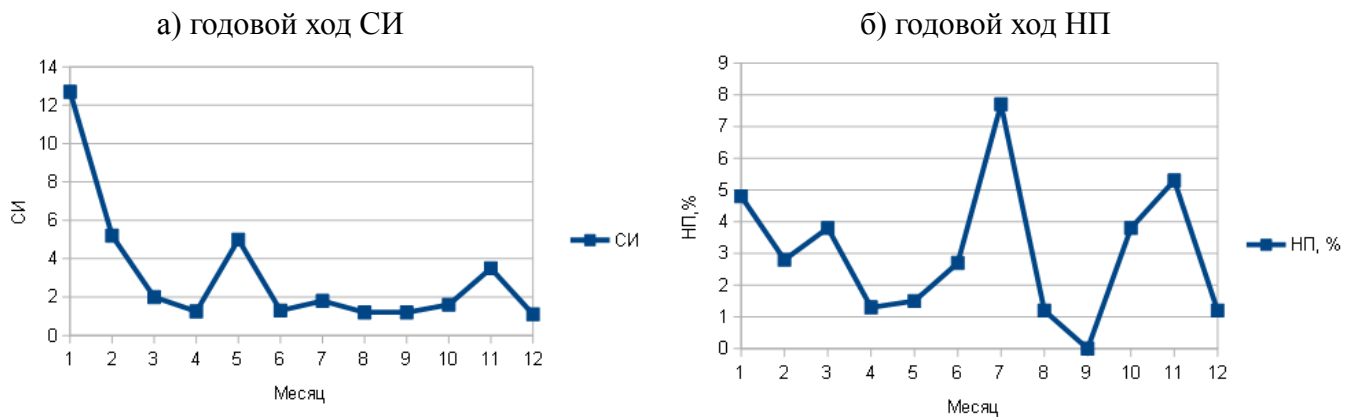 а) годовой ход СИ
14
12
10
8
6
4
2
0
СИ
1 2 3 4 5 6 7 8 9 10 11 12
Месяц
СИ
б) годовой ход НП
9
8
7
6
5
4
3
2
1
0
НП,%
1 2 3 4 5 6 7 8 9 10 11 12
Месяц
НП, %